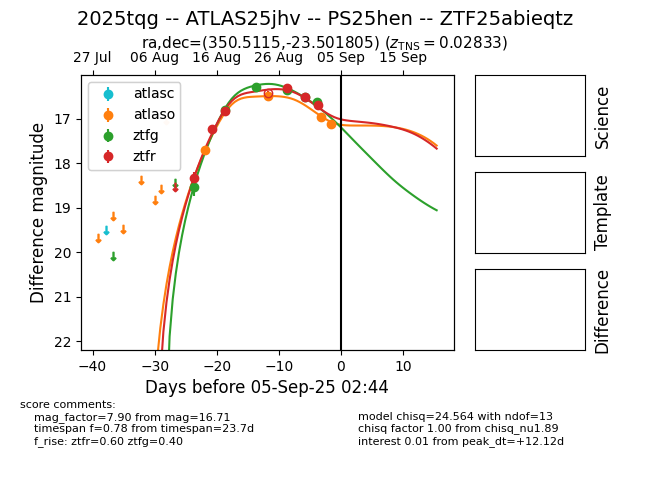 2025tqg -- ATLAS25jhv -- PS25hen -- ZTF25abieqtz
ra,dec=(350.5115,-23.501805) (zTNS = 0.02833)
27 Jul 06 Aug 16 Aug 26 Aug 05 Sep 15 Sep
atlasc
atlaso
ztfg
ztfr
17
18
19
20
21
22
Difference magnitude
−40 −30 −20 −10 0 10
Days before 05-Sep-25 02:44
Science
Template
Difference
score comments:
mag_factor=7.90 from mag=16.71
timespan f=0.78 from timespan=23.7d
f_rise: ztfr=0.60 ztfg=0.40
model chisq=24.564 with ndof=13
chisq factor 1.00 from chisq_nu1.89
interest 0.01 from peak_dt=+12.12d